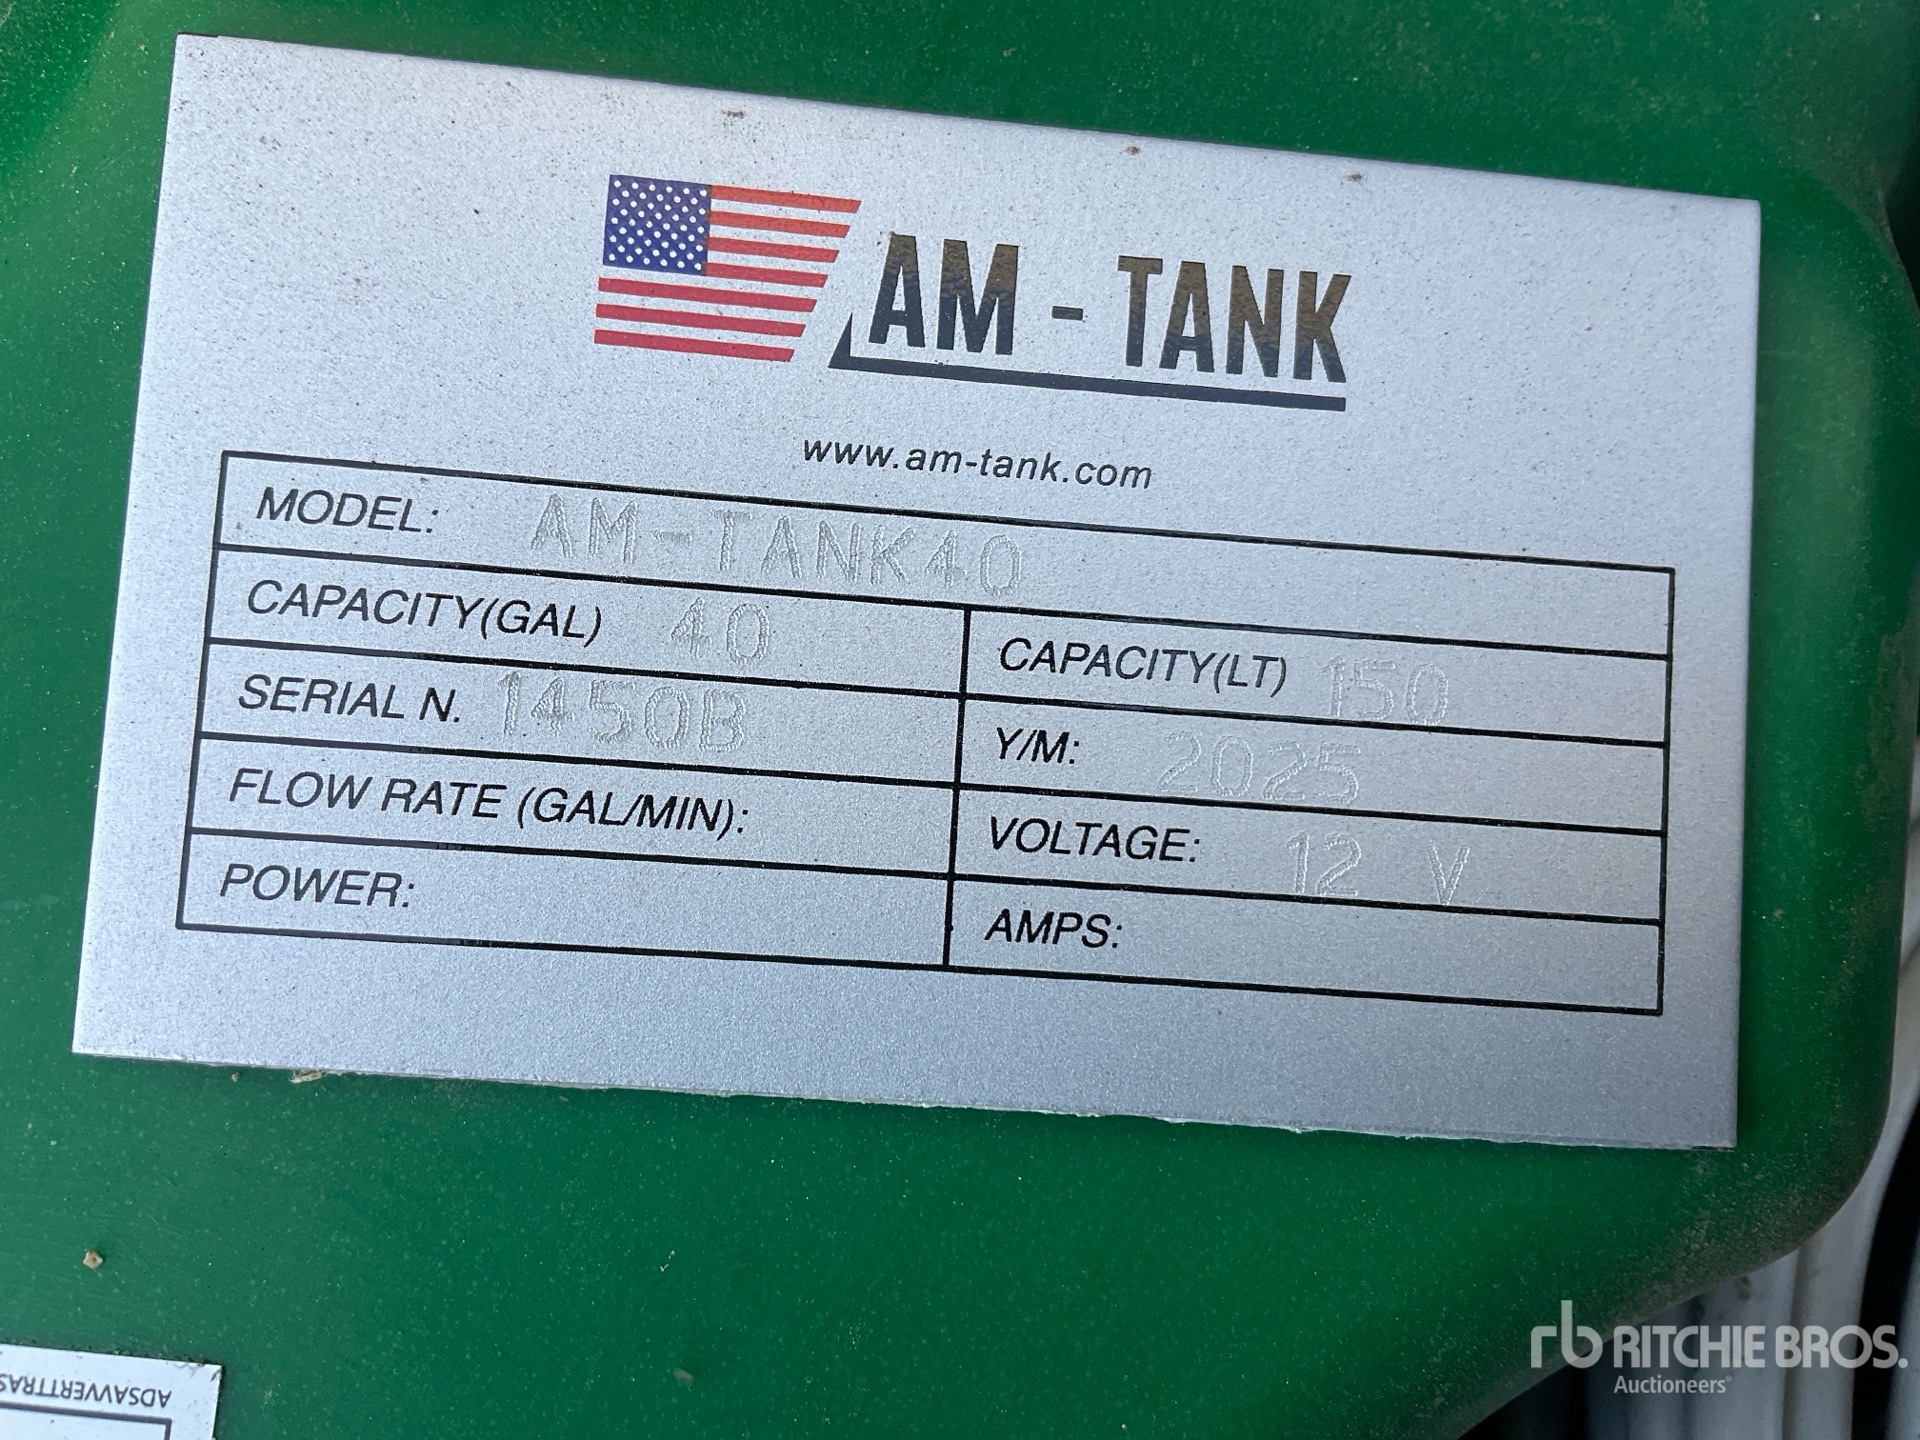 AM - TANK
www.am-tank.com
MODEL: AM-TANK40
CAPACITY(GAL) 40 CAPACITY(LT) 150
SERIAL N. 1450B Y/M: 2025
FLOW RATE (GAL/MIN): VOLTAGE: 12 V
POWER: AMPS:
rb RITCHIE BROS.
Auctioneers